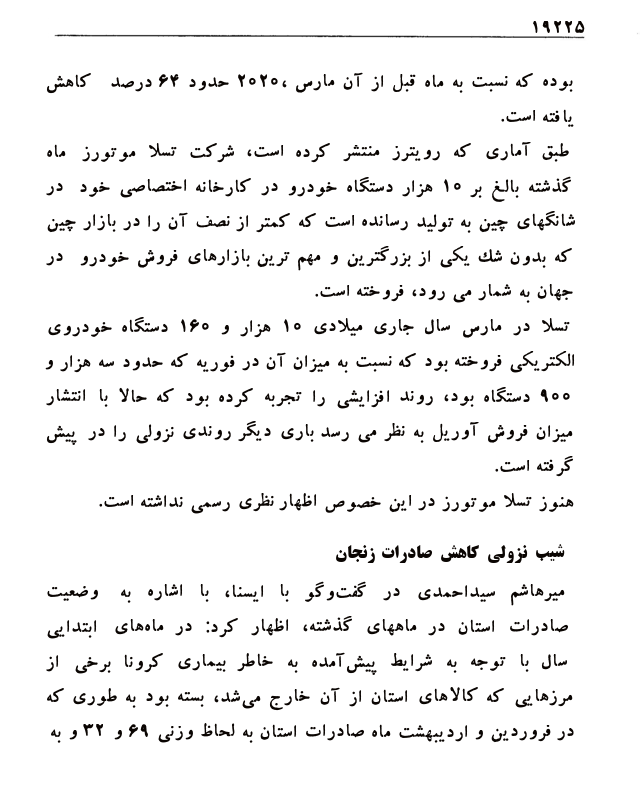 ۱۹۲۲۵
بوده که نسبت به ماه قبل از آن مارس ،۲۰۲۰ حدود ۶۴ درصد کاهش
یافته است.
طبق آماری که رویترز منتشر کرده است، شرکت تسلا موتورز ماه
گذشته بالغ بر ۱۰ هزار دستگاه خودرو در کارخانه اختصاصی خود در
شانگهای چین به تولید رسانده است که کمتر از نصف آن را در بازار چین
که بدون شك یکی از بزرگترین و مهم ترین بازارهای فروش خودرو در
جهان به شمار می رود، فروخته است.
تسلا در مارس سال جاری میلادی ۱۰ هزار و ۱۶۰ دستگاه خودروی
الکتریکی فروخته بود که نسبت به میزان آن در فوریه که حدود سه هزار و
۹۰۰ دستگاه بود، روند افزایشی را تجربه کرده بود که حالا با انتشار
میزان فروش آوریل به نظر می رسد باری دیگر روندی نزولی را در پیش
گرفته است.
هنوز تسلا موتورز در این خصوص اظهار نظری رسمی نداشته است.
شیب نزولی کاهش صادرات زنجان
میرهاشم سیداحمدی در گفت‌وگو با ایسنا، با اشاره به وضعیت
صادرات استان در ماههای گذشته، اظهار کرد: در ماه‌های ابتدایی
سال با توجه به شرایط پیش‌آمده به خاطر بیماری کرونا برخی از
مرزهایی که کالاهای استان از آن خارج می‌شد، بسته بود به طوری که
در فروردین و اردیبهشت ماه صادرات استان به لحاظ وزنی ۶۹ و ۳۲ و به